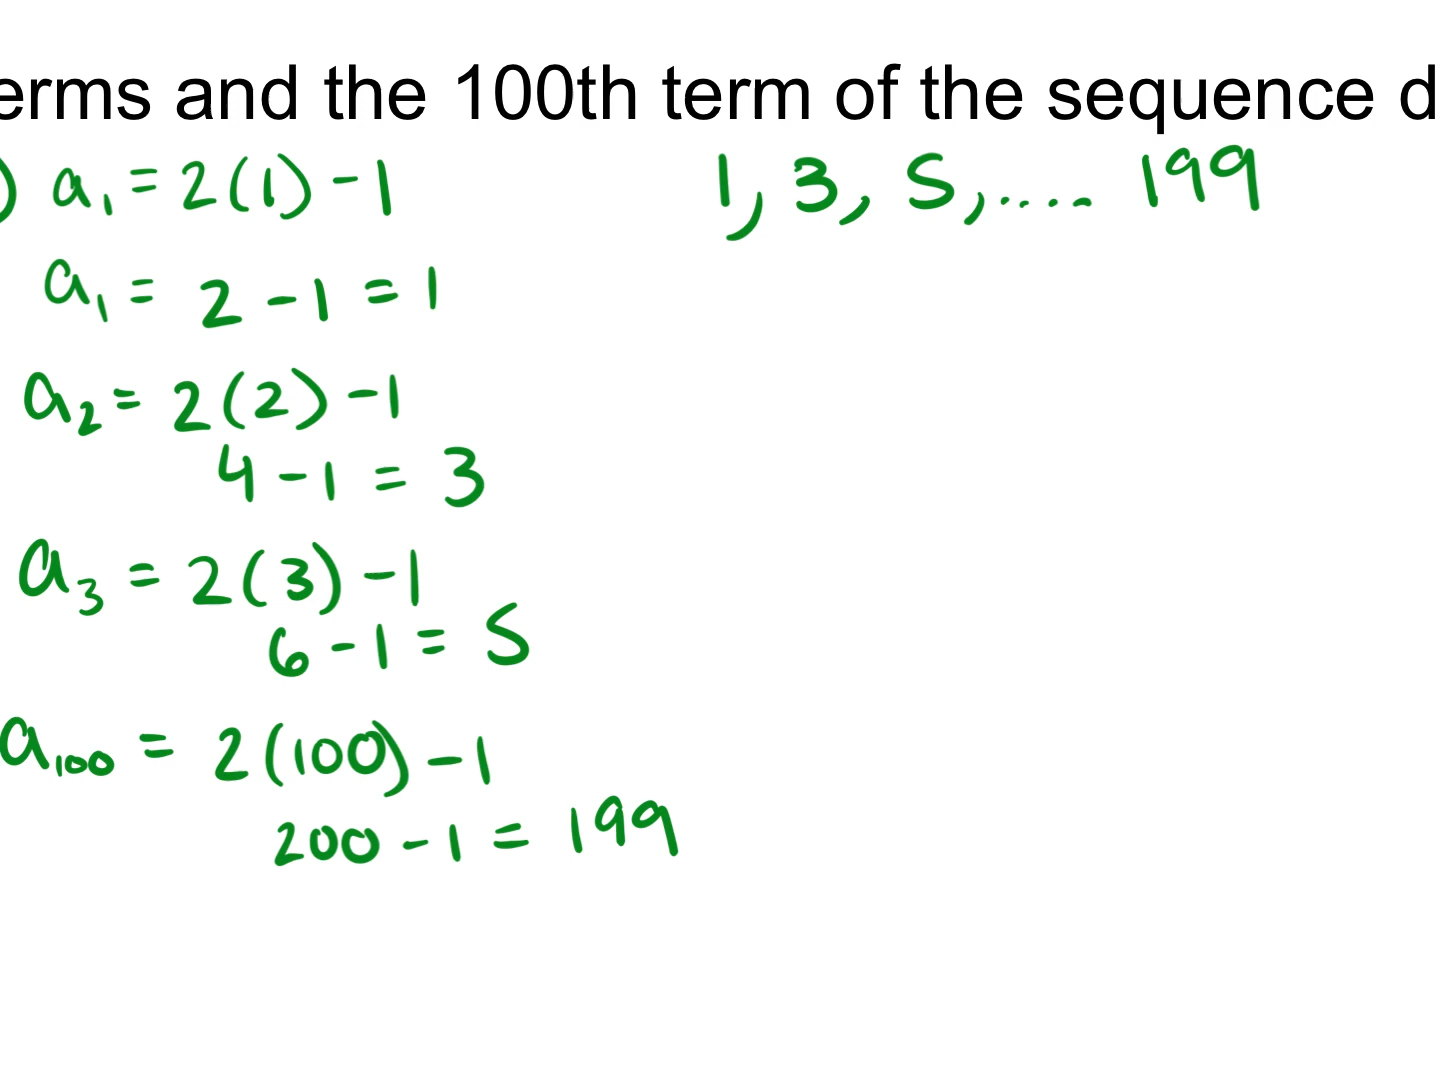 erms and the 100th term of the sequence d
) a₁ = 2(1) - 1
1, 3, 5, .... 199
a₁ = 2 - 1 = 1
a₂ = 2(2) - 1
4 - 1 = 3
a₃ = 2(3) - 1
6 - 1 = 5
a₁₀₀ = 2(100) - 1
200 - 1 = 199